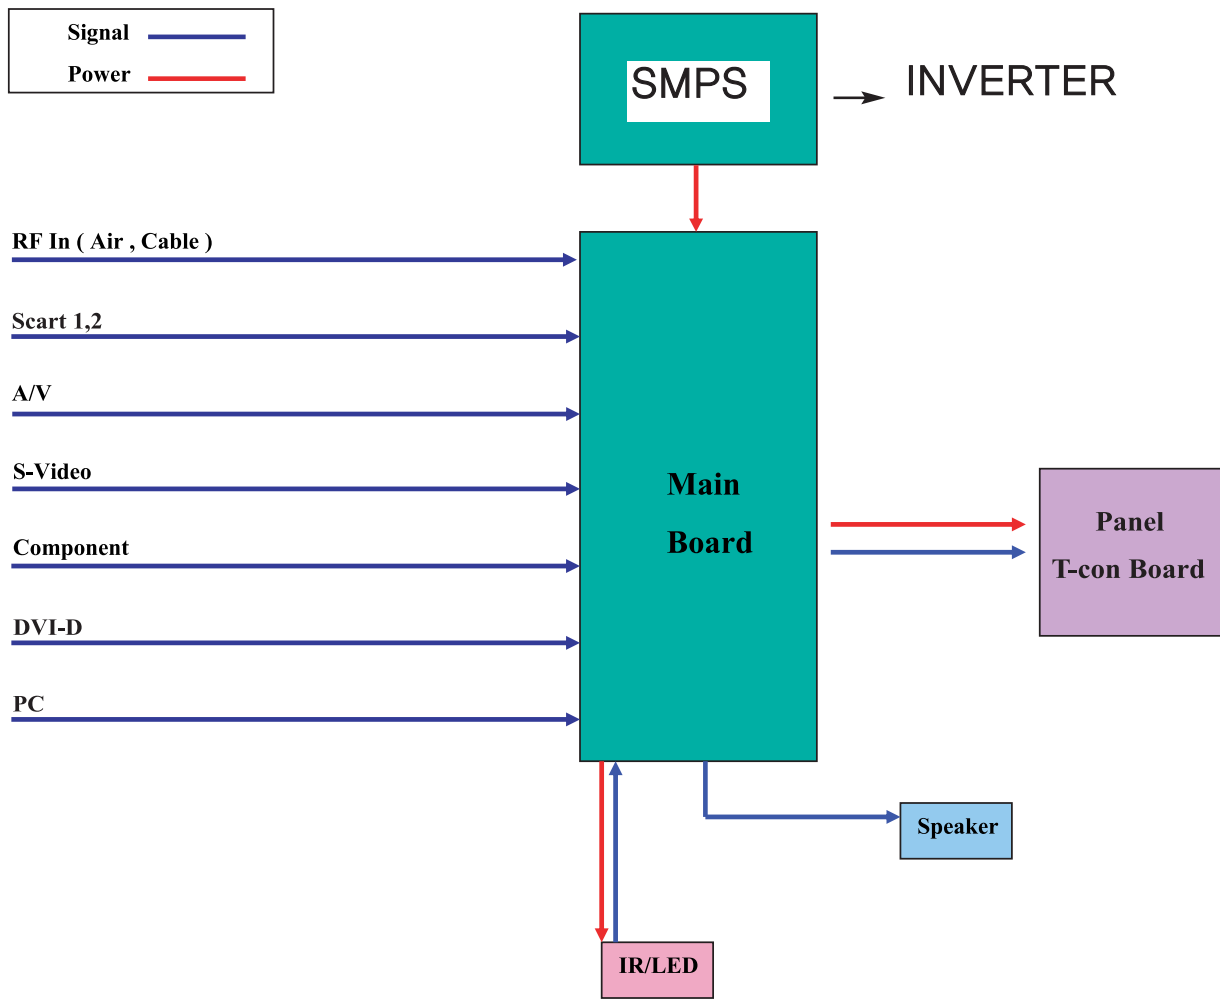 Signal
Power
SMPS
INVERTER
RF In ( Air , Cable )
Scart 1,2
A/V
S-Video
Component
DVI-D
PC
Main
Board
Panel
T-con Board
Speaker
IR/LED